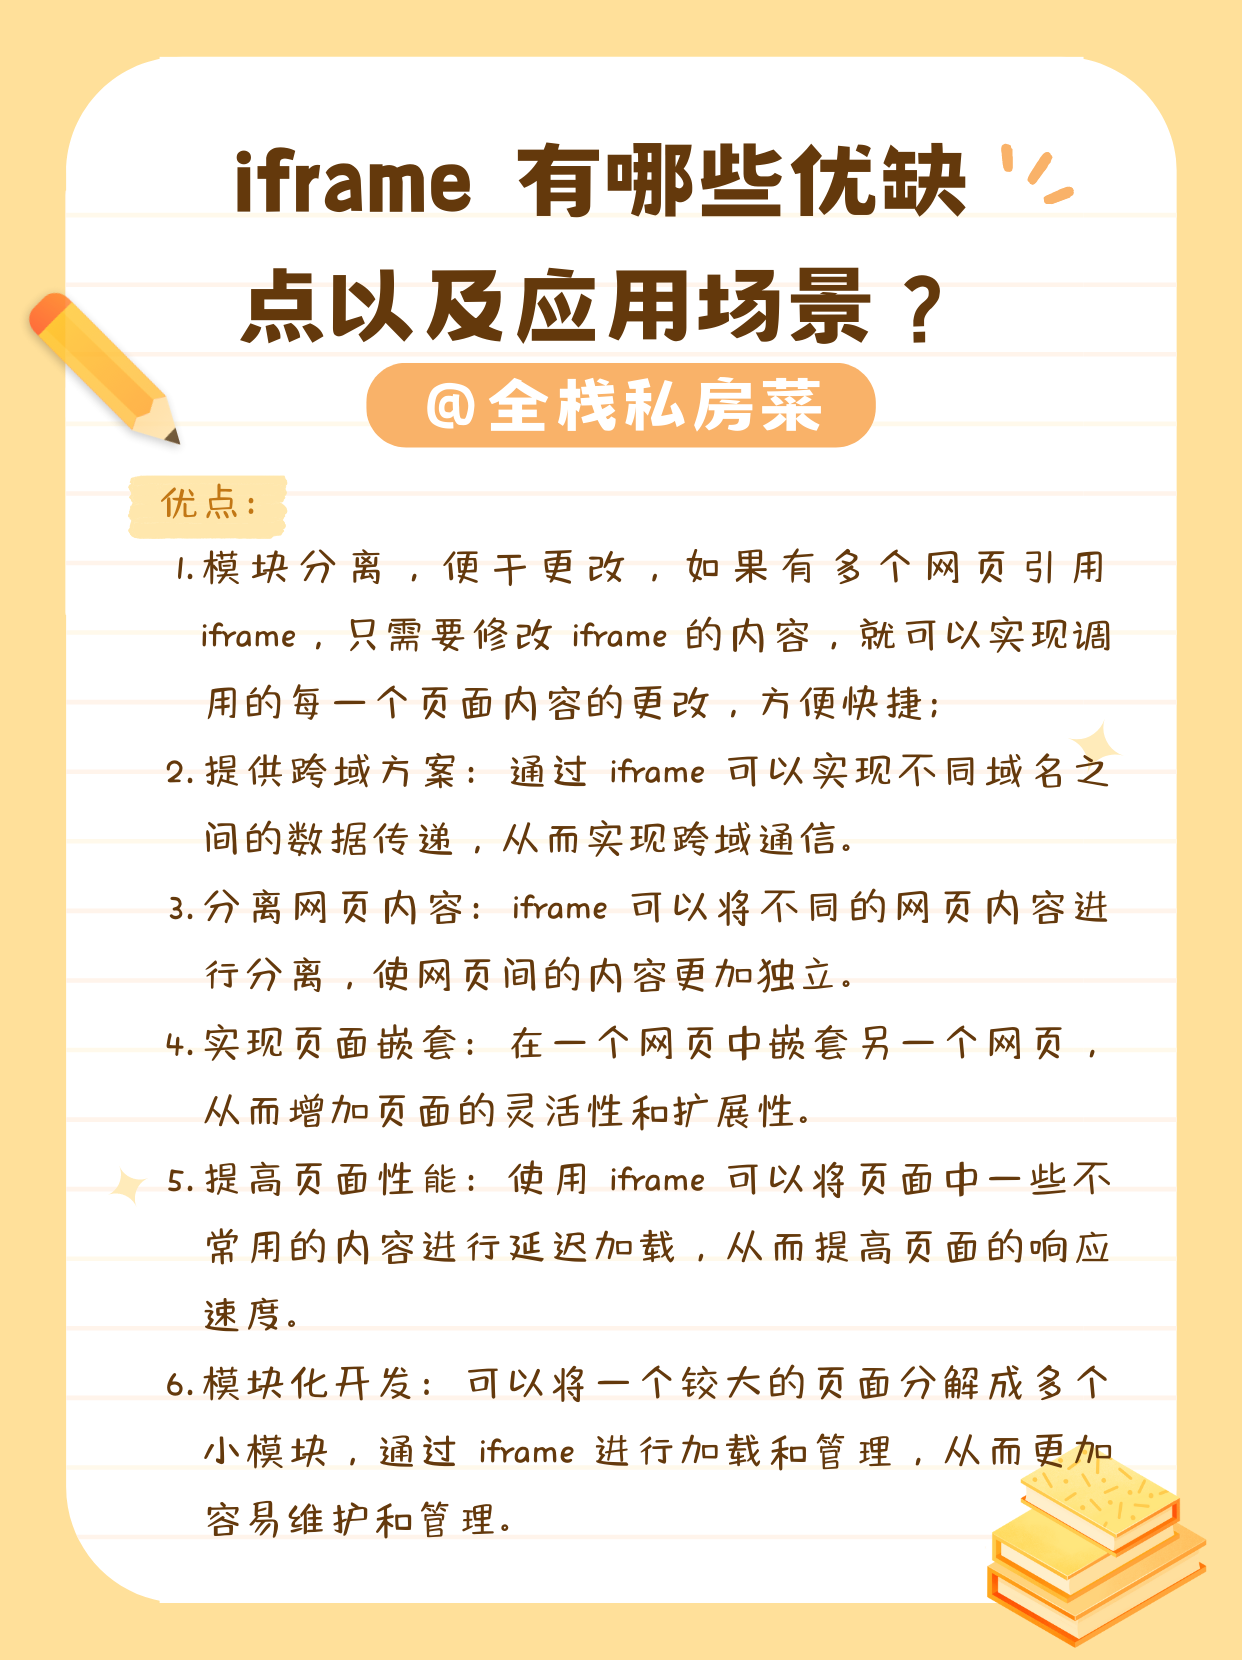 iframe 有哪些优缺
点以及应用场景？
@全栈私房菜
优点：
1. 模块分离，便于更改，如果有多个网页引用
iframe，只需要修改 iframe 的内容，就可以实现调
用的每一个页面内容的更改，方便快捷；
2. 提供跨域方案： 通过 iframe 可以实现不同域名之
间的数据传递，从而实现跨域通信。
3. 分离网页内容： iframe 可以将不同的网页内容进
行分离，使网页间的内容更加独立。
4. 实现页面嵌套： 在一个网页中嵌套另一个网页，
从而增加页面的灵活性和扩展性。
5. 提高页面性能： 使用 iframe 可以将页面中一些不
常用的内容进行延迟加载，从而提高页面的响应
速度。
6. 模块化开发： 可以将一个较大的页面分解成多个
小模块，通过 iframe 进行加载和管理，从而更加
容易维护和管理。